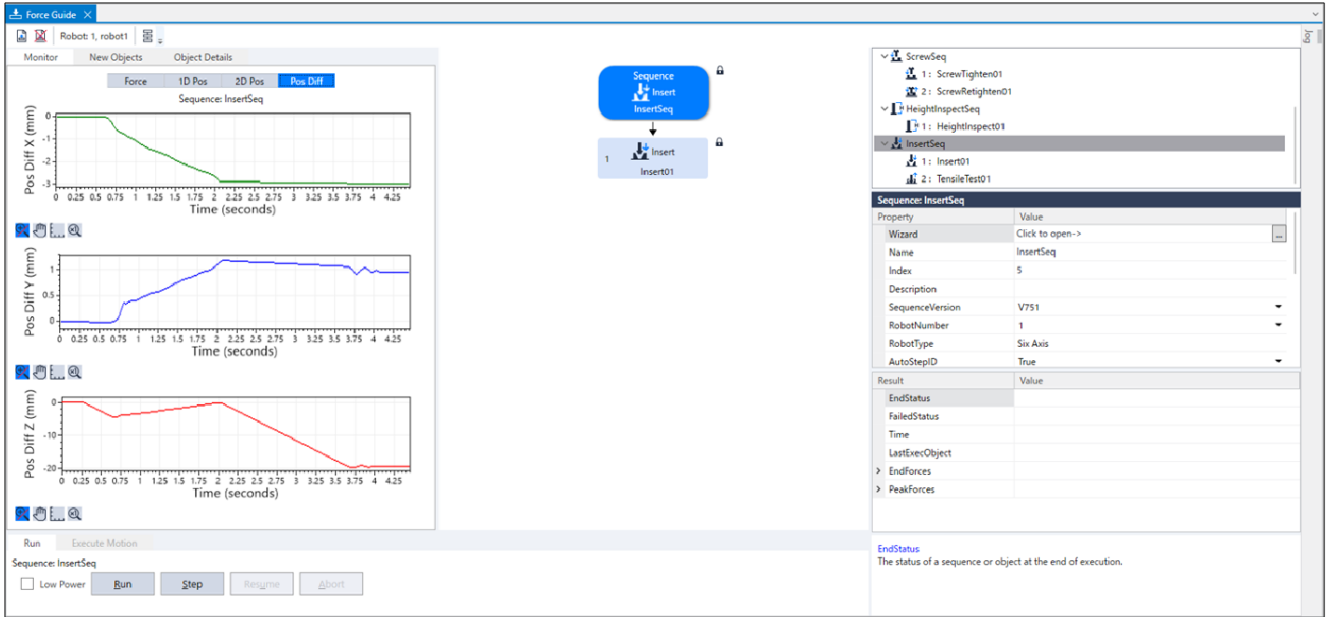 Force Guide
Robot: 1, robot1
Jog
Monitor New Objects Object Details
Force 1D Pos 2D Pos Pos Diff
Sequence: InsertSeq
Pos Diff X (mm)
0
-1
-2
-3
0 0.25 0.5 0.75 1 1.25 1.5 1.75 2 2.25 2.5 2.75 3 3.25 3.5 3.75 4 4.25
Time (seconds)
Pos Diff Y (mm)
1
0.5
0
0 0.25 0.5 0.75 1 1.25 1.5 1.75 2 2.25 2.5 2.75 3 3.25 3.5 3.75 4 4.25
Time (seconds)
Pos Diff Z (mm)
0
-10
-20
0 0.25 0.5 0.75 1 1.25 1.5 1.75 2 2.25 2.5 2.75 3 3.25 3.5 3.75 4 4.25
Time (seconds)
Sequence
Insert
InsertSeq
1
Insert
Insert01
ScrewSeq
1: ScrewTighten01
2: ScrewRetighten01
HeightInspectSeq
1: HeightInspect01
InsertSeq
1: Insert01
2: TensileTest01
Sequence: InsertSeq
Property Value
Wizard Click to open-> ...
Name InsertSeq
Index 5
Description
SequenceVersion V751
RobotNumber 1
RobotType Six Axis
AutoStepID True
Result Value
EndStatus
FailedStatus
Time
LastExecObject
EndForces
PeakForces
EndStatus
The status of a sequence or object at the end of execution.
Run Execute Motion
Sequence: InsertSeq
Low Power Run Step Resume Abort